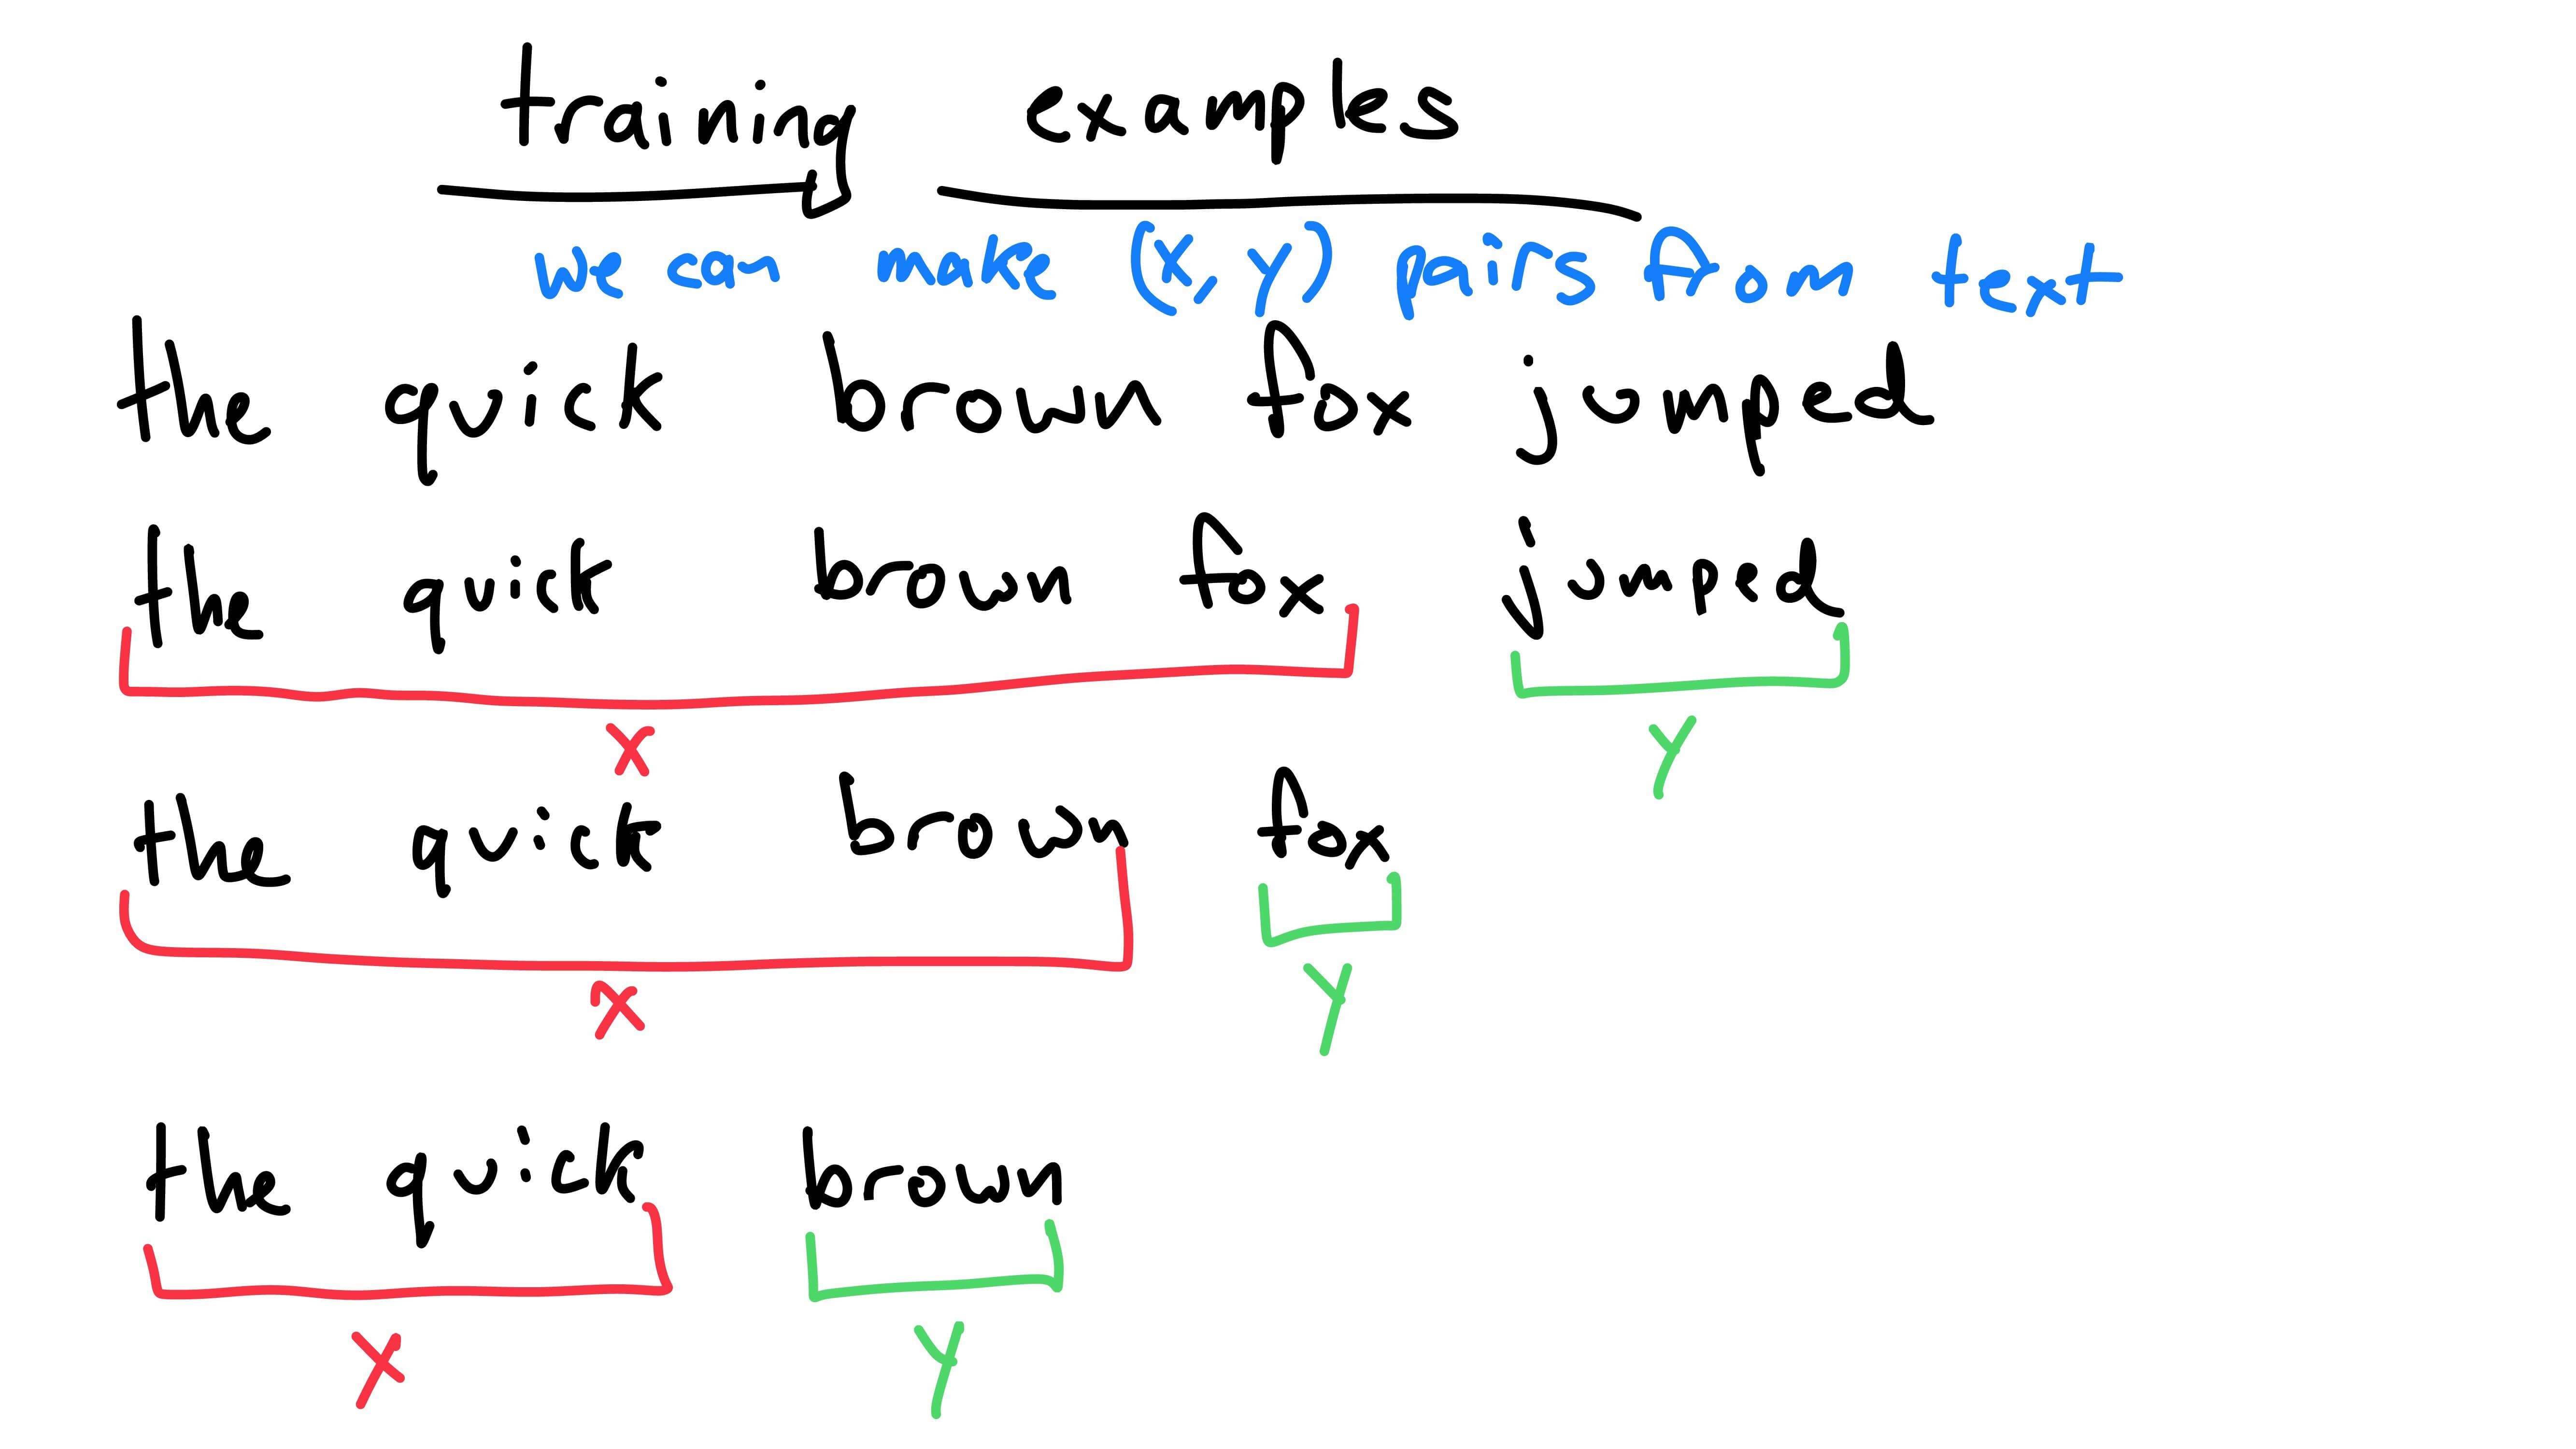 training examples
we can make (X, Y) pairs from text
the quick brown fox jumped
the quick brown fox jumped
X Y
the quick brown fox
X Y
the quick brown
X Y